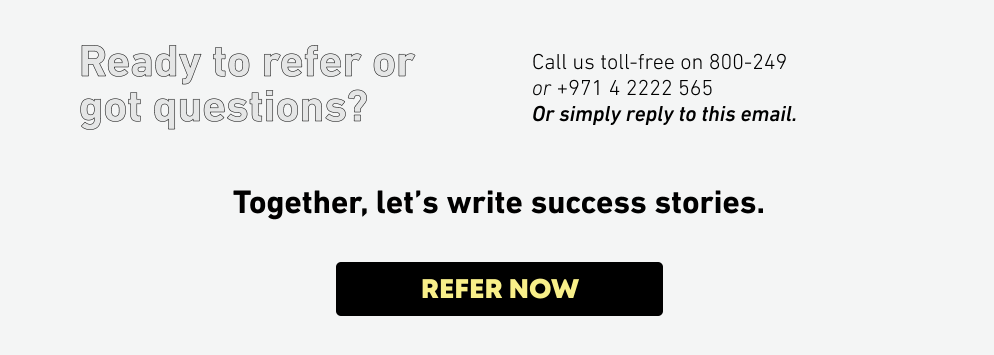 Ready to refer or
got questions?
Call us toll-free on 800-249
or +971 4 2222 565
Or simply reply to this email.
Together, let’s write success stories.
REFER NOW